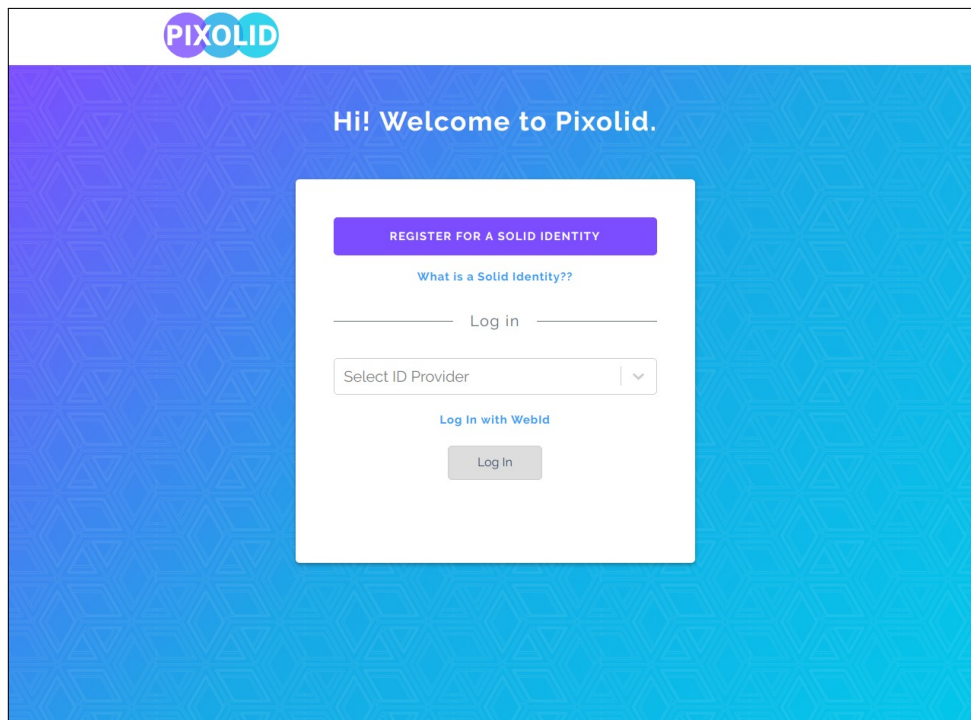 PIXOLID
Hi! Welcome to Pixolid.
REGISTER FOR A SOLID IDENTITY
What is a Solid Identity??
Log in
Select ID Provider
Log In with WebId
Log In